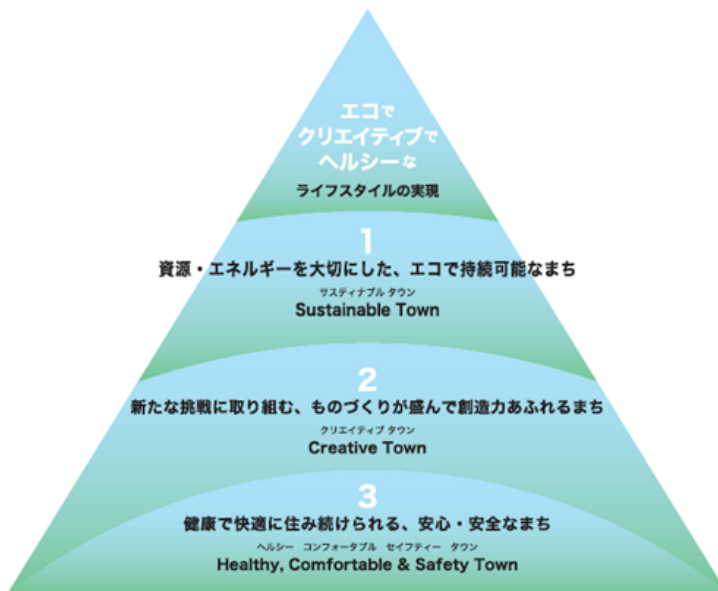 エコで
クリエイティブで
ヘルシーな
ライフスタイルの実現
1
資源・エネルギーを大切にした、エコで持続可能なまち
サスティナブル タウン
Sustainable Town
2
新たな挑戦に取り組む、ものづくりが盛んで創造力あふれるまち
クリエイティブ タウン
Creative Town
3
健康で快適に住み続けられる、安心・安全なまち
ヘルシー コンフォータブル セイフティー タウン
Healthy, Comfortable & Safety Town